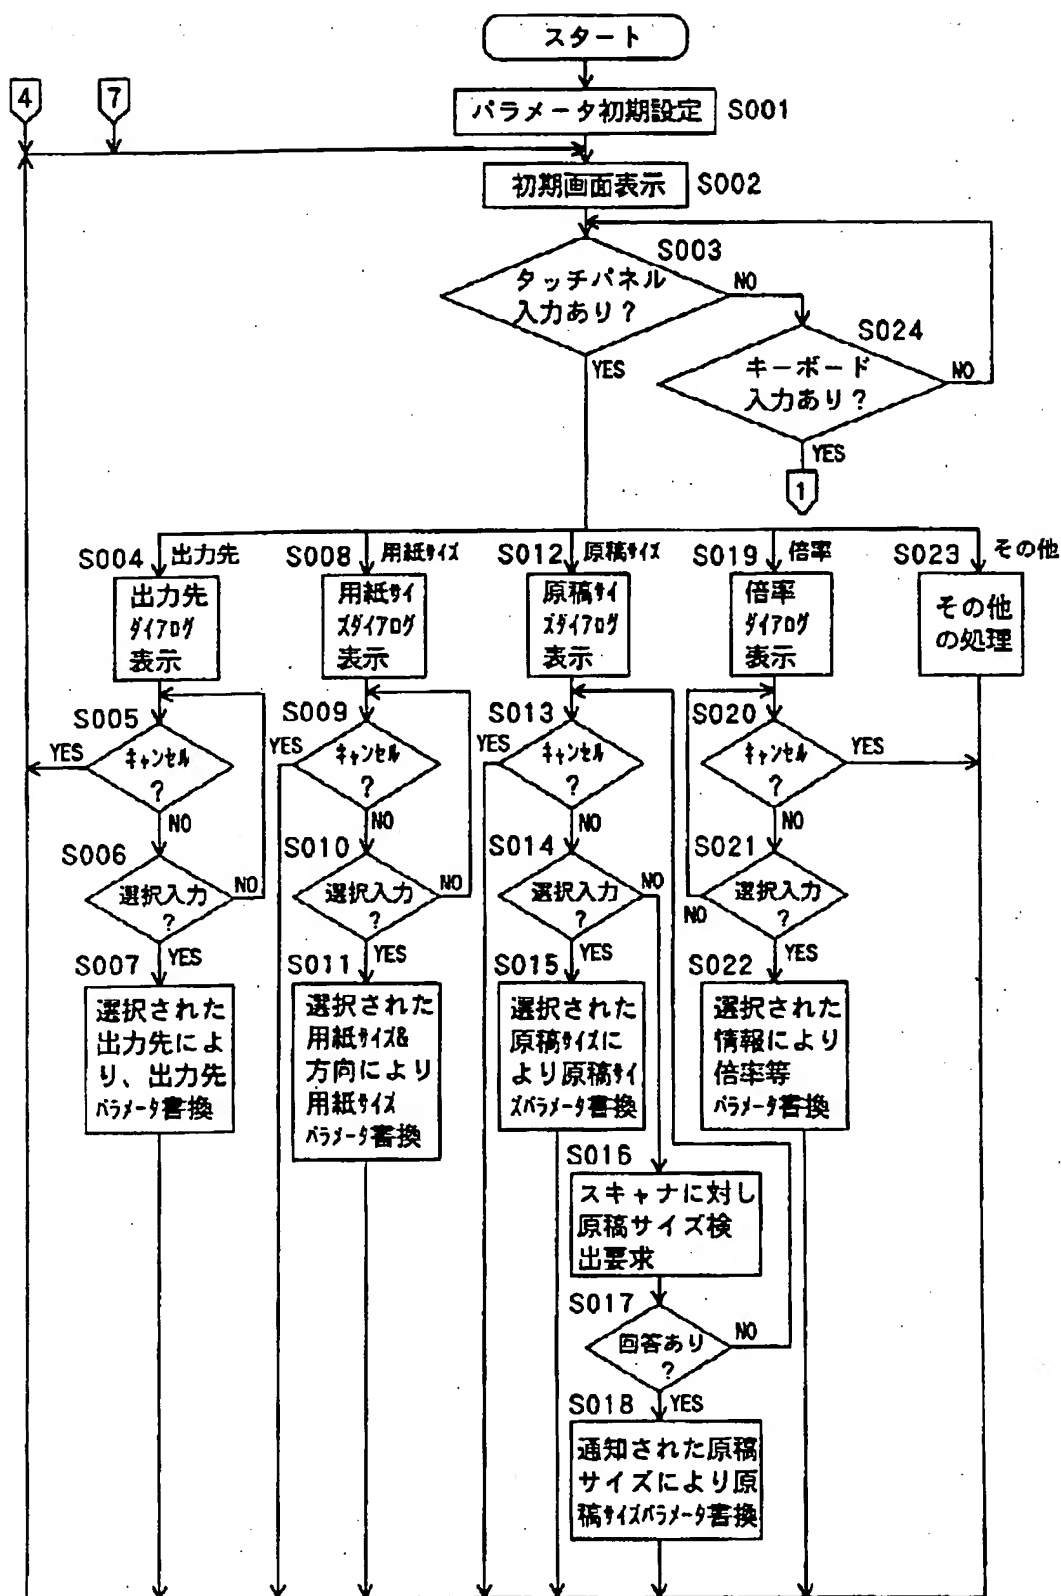 スタート
4
7
パラメータ初期設定
S001
初期画面表示
S002
S003
タッチパネル
入力あり?
NO
YES
S024
キーボード
入力あり?
NO
YES
1
S004
出力先
出力先
ダイアログ
表示
S008
用紙サイズ
用紙サイ
ズダイアログ
表示
S012
原稿サイズ
原稿サイ
ズダイアログ
表示
S019
倍率
倍率
ダイアログ
表示
S023
その他
その他
の処理
S005
YES
キャンセル
?
NO
S009
YES
キャンセル
?
NO
S013
YES
キャンセル
?
NO
S020
キャンセル
?
YES
NO
S006
選択入力
?
NO
YES
S010
選択入力
?
NO
YES
S014
選択入力
?
NO
YES
S021
選択入力
?
NO
YES
S007
選択された
出力先によ
り、出力先
パラメータ書換
S011
選択された
用紙サイズ&
方向により
用紙サイズ
パラメータ書換
S015
選択された
原稿サイズに
より原稿サイ
ズパラメータ書換
S022
選択された
情報により
倍率等
パラメータ書換
S016
スキャナに対し
原稿サイズ検
出要求
S017
回答あり
?
NO
YES
S018
通知された原稿
サイズにより原
稿サイズパラメータ書換